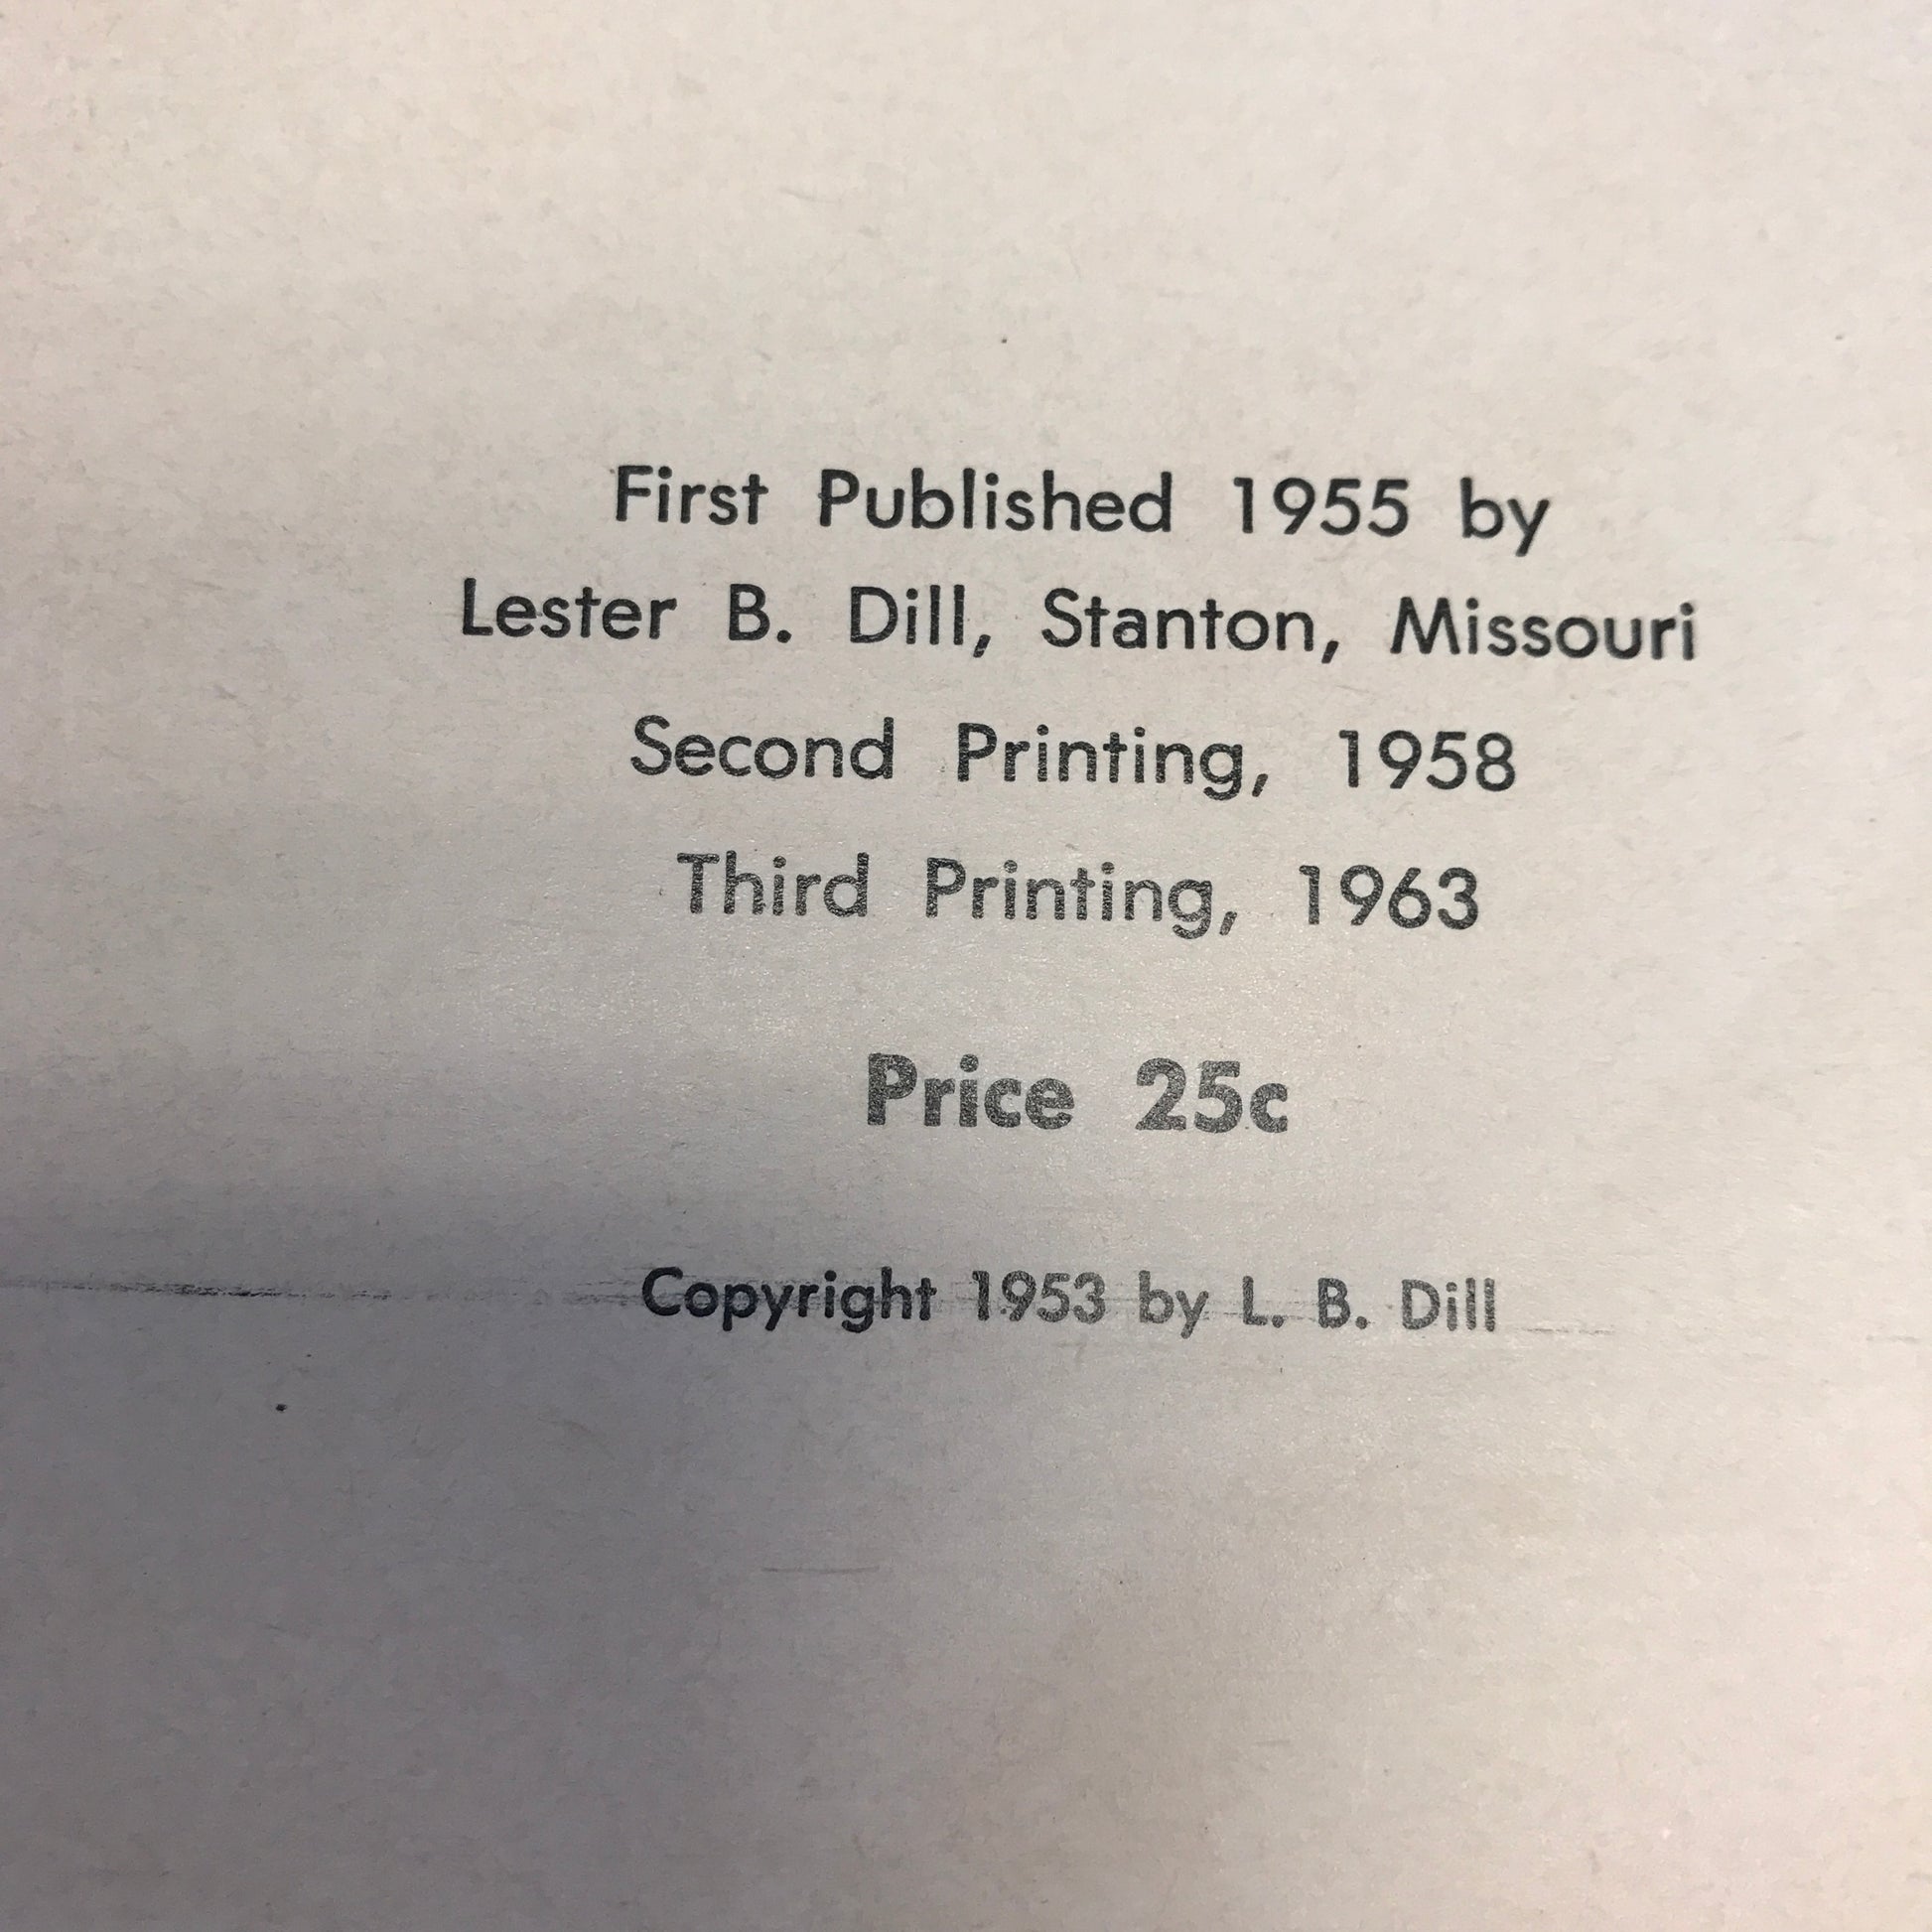 First Published 1955 by
Lester B. Dill, Stanton, Missouri
Second Printing, 1958
Third Printing, 1963
Price 25c
Copyright 1953 by L. B. Dill